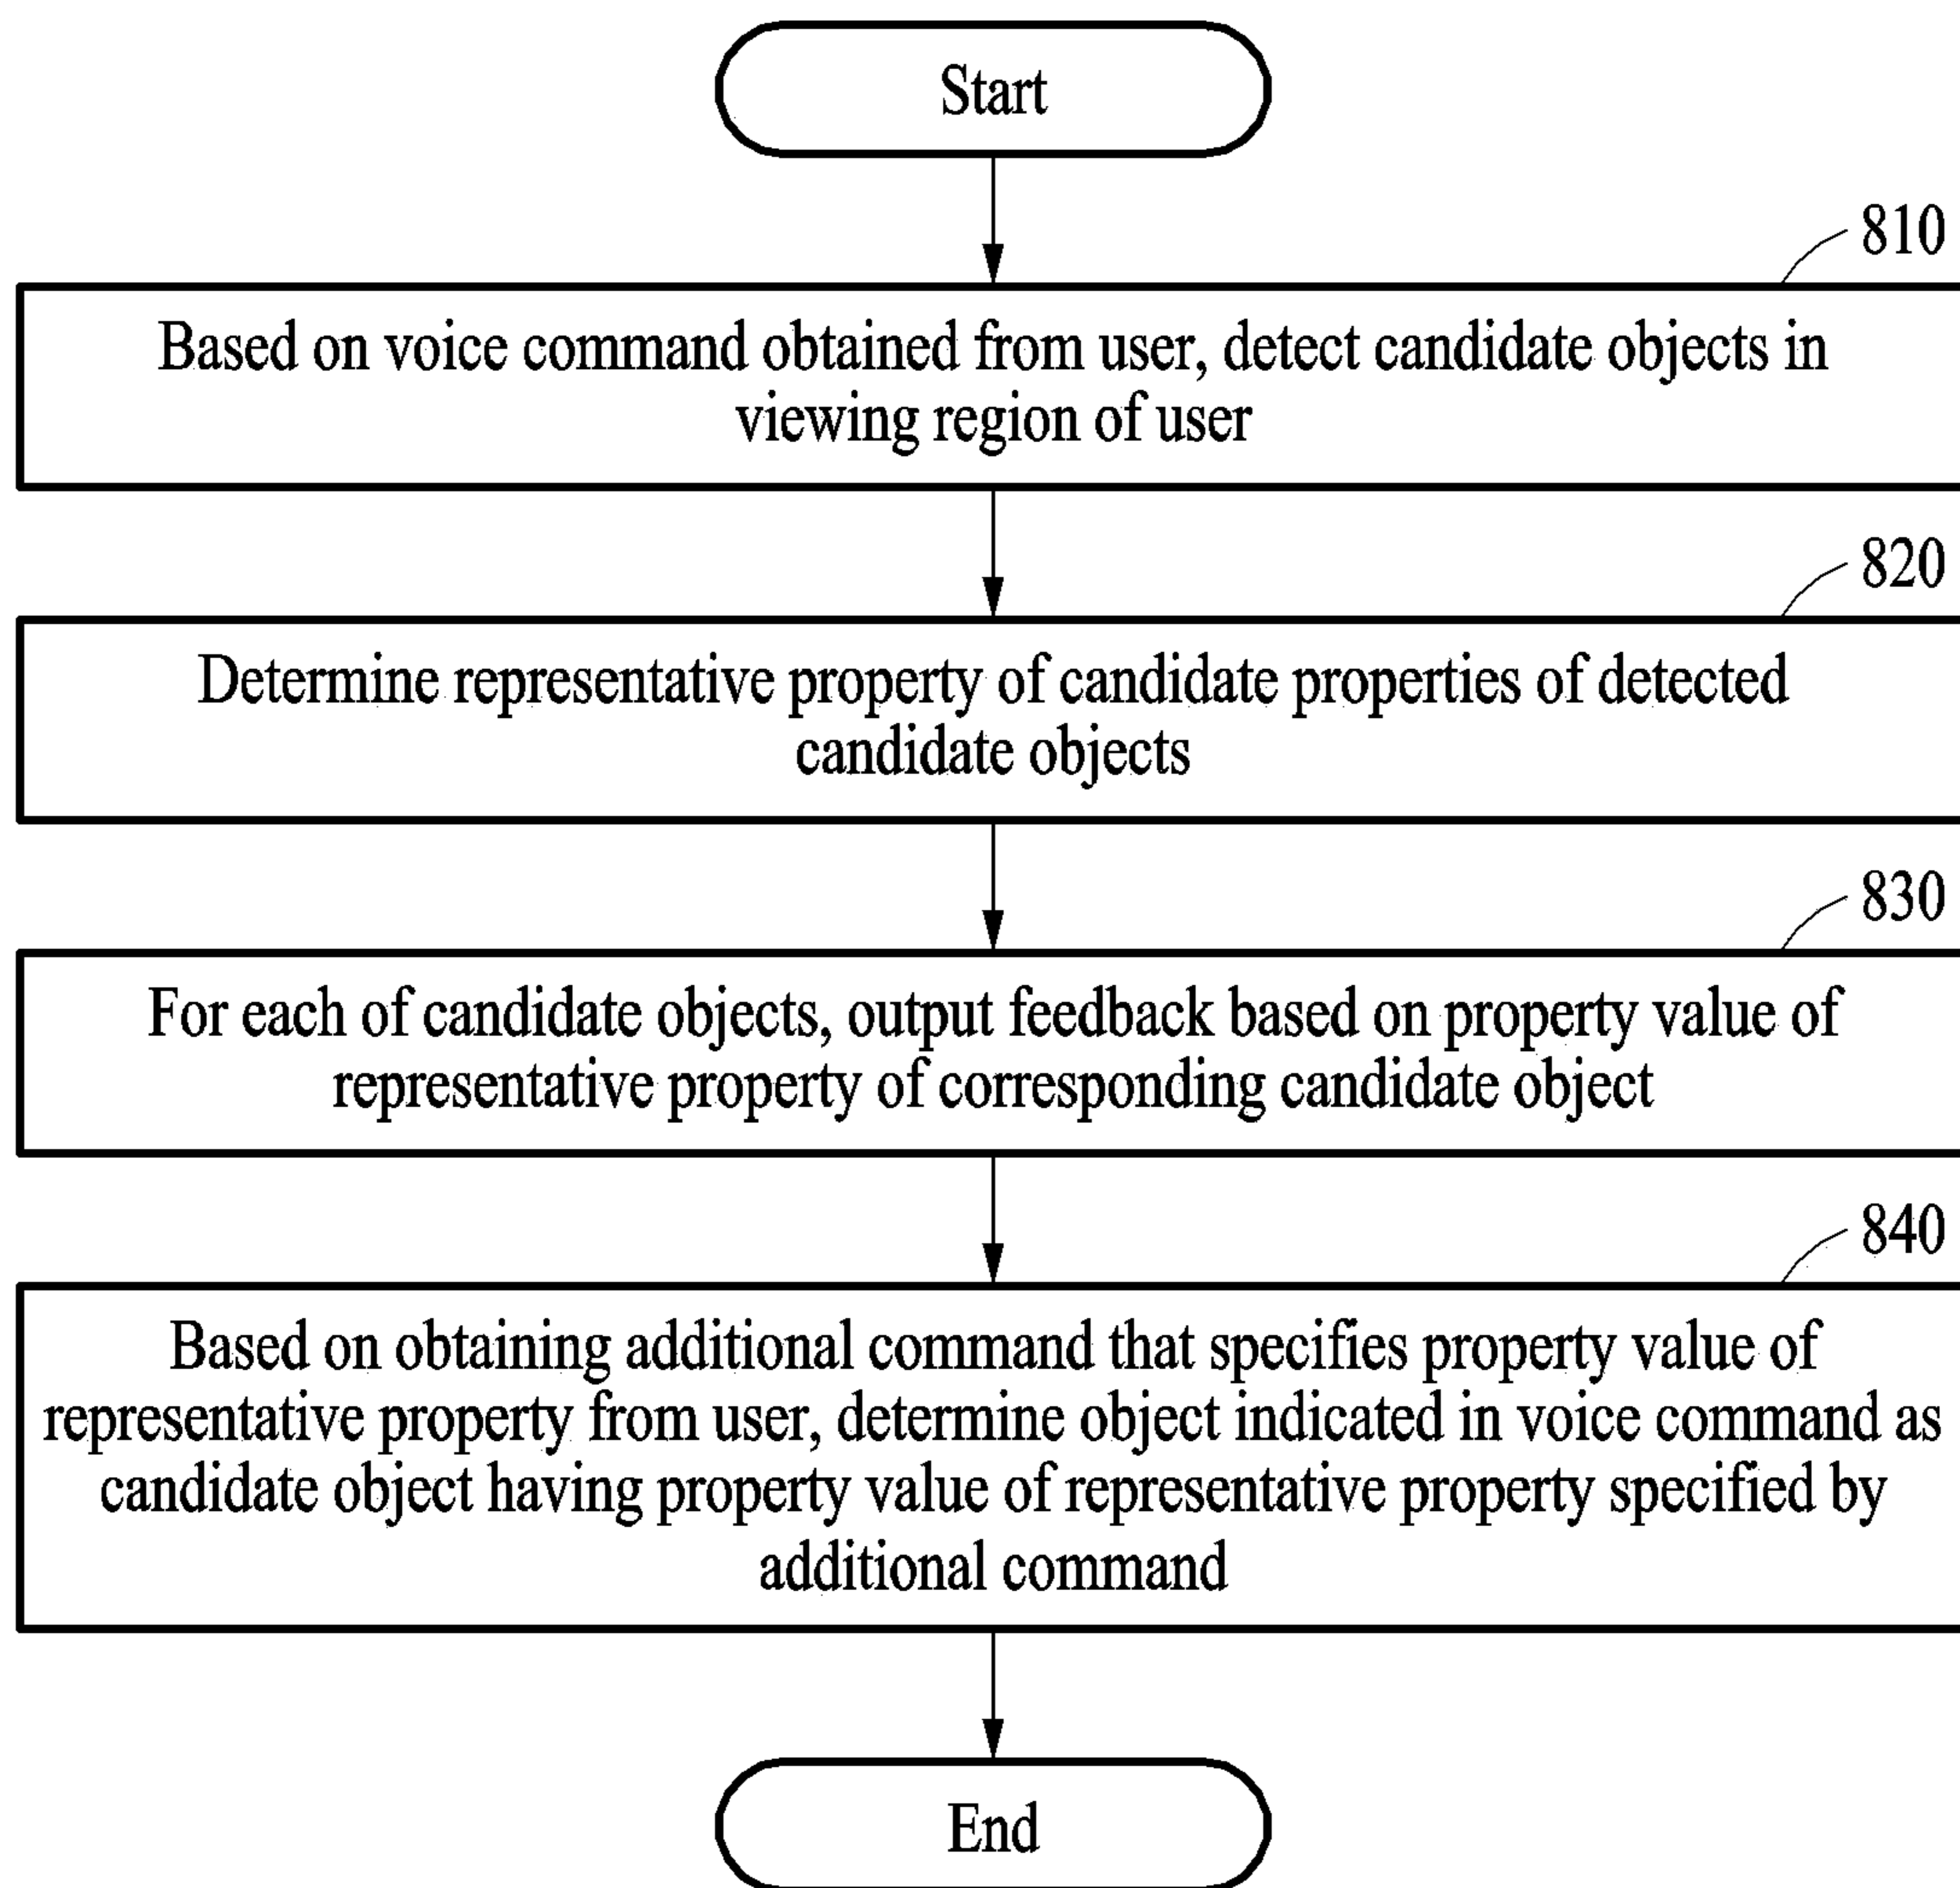 Start
810
Based on voice command obtained from user, detect candidate objects in
viewing region of user
820
Determine representative property of candidate properties of detected
candidate objects
830
For each of candidate objects, output feedback based on property value of
representative property of corresponding candidate object
840
Based on obtaining additional command that specifies property value of
representative property from user, determine object indicated in voice command as
candidate object having property value of representative property specified by
additional command
End